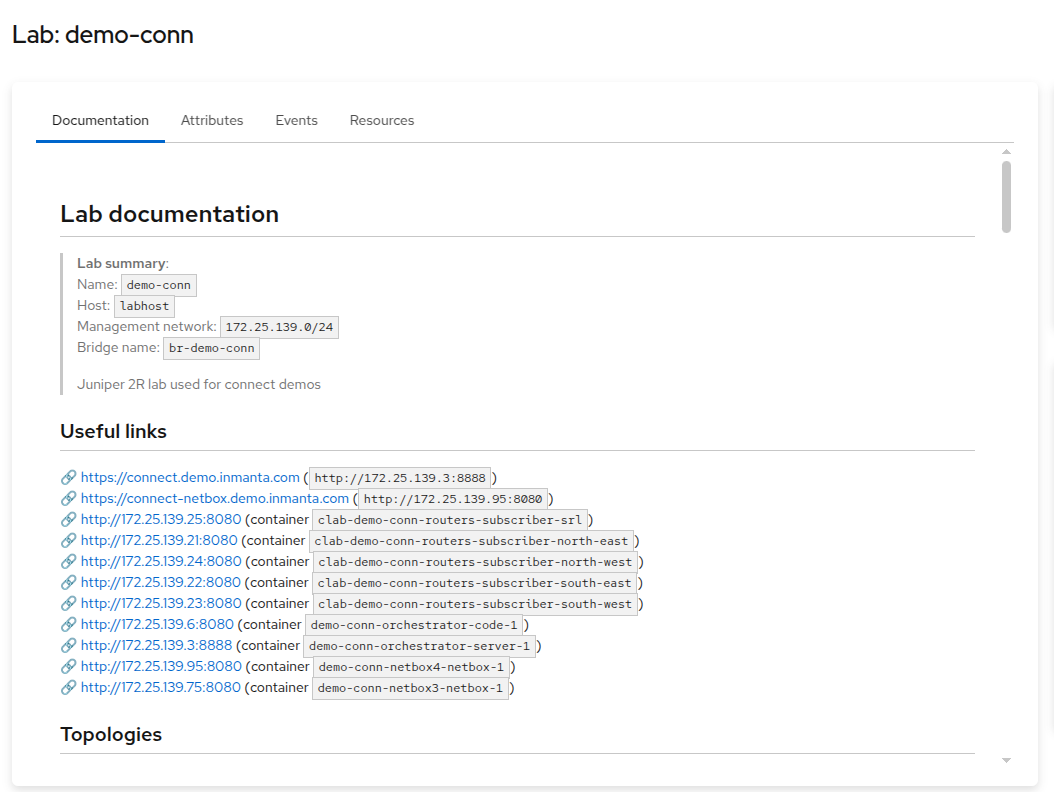 Lab: demo-conn
Documentation Attributes Events Resources
Lab documentation
Lab summary:
Name: demo-conn
Host: labhost
Management network: 172.25.139.0/24
Bridge name: br-demo-conn
Juniper 2R lab used for connect demos
Useful links
https://connect.demo.inmanta.com ( http://172.25.139.3:8888 )
https://connect-netbox.demo.inmanta.com ( http://172.25.139.95:8080 )
http://172.25.139.25:8080 (container clab-demo-conn-routers-subscriber-srl )
http://172.25.139.21:8080 (container clab-demo-conn-routers-subscriber-north-east )
http://172.25.139.24:8080 (container clab-demo-conn-routers-subscriber-north-west )
http://172.25.139.22:8080 (container clab-demo-conn-routers-subscriber-south-east )
http://172.25.139.23:8080 (container clab-demo-conn-routers-subscriber-south-west )
http://172.25.139.6:8080 (container demo-conn-orchestrator-code-1 )
http://172.25.139.3:8888 (container demo-conn-orchestrator-server-1 )
http://172.25.139.95:8080 (container demo-conn-netbox4-netbox-1 )
http://172.25.139.75:8080 (container demo-conn-netbox3-netbox-1 )
Topologies